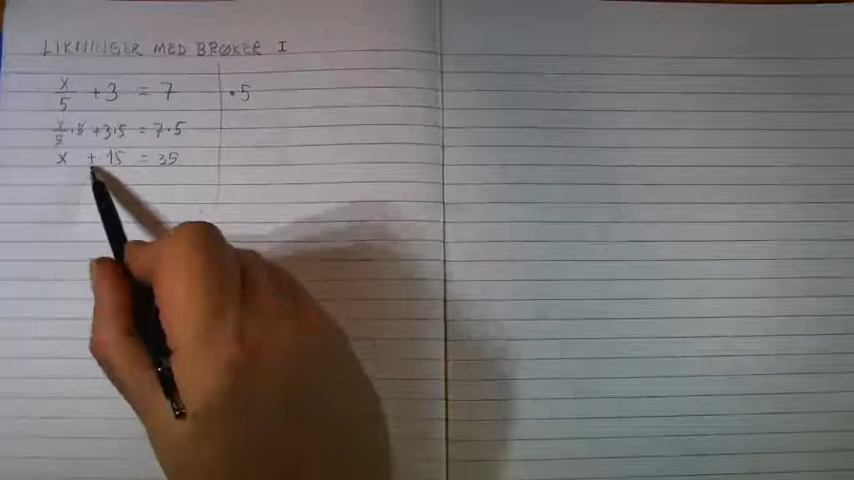 LIKNINGER MED BRØKER I
x/5 + 3 = 7 | • 5
x/5 • 5 + 3 • 5 = 7 • 5
x + 15 = 35